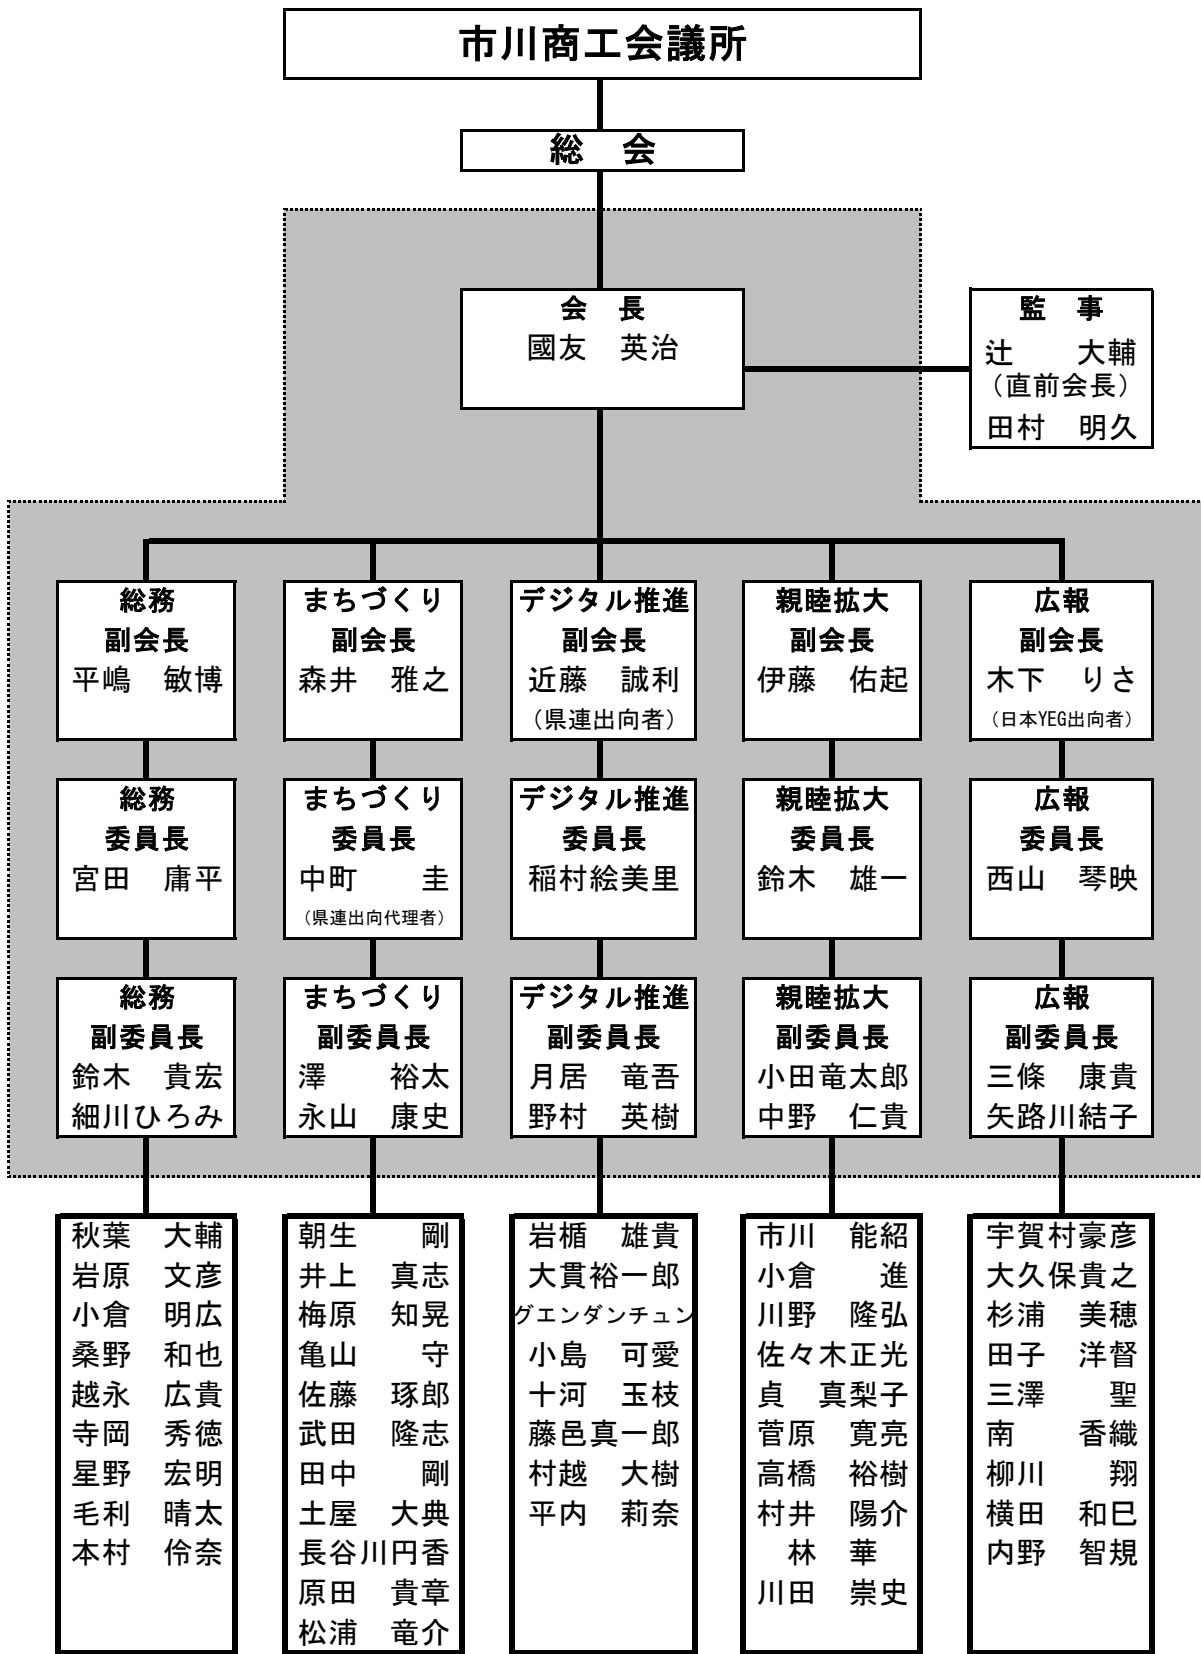 市川商工会議所
総　会
会　長
國友　英治
監　事
辻　　大輔
（直前会長）
田村　明久
総務
副会長
平嶋　敏博
まちづくり
副会長
森井　雅之
デジタル推進
副会長
近藤　誠利
（県連出向者）
親睦拡大
副会長
伊藤　佑起
広報
副会長
木下　りさ
（日本YEG出向者）
総務
委員長
宮田　庸平
まちづくり
委員長
中町　　圭
（県連出向代理者）
デジタル推進
委員長
稲村絵美里
親睦拡大
委員長
鈴木　雄一
広報
委員長
西山　琴映
総務
副委員長
鈴木　貴宏
細川ひろみ
まちづくり
副委員長
澤　　裕太
永山　康史
デジタル推進
副委員長
月居　竜吾
野村　英樹
親睦拡大
副委員長
小田竜太郎
中野　仁貴
広報
副委員長
三條　康貴
矢路川結子
秋葉　大輔
岩原　文彦
小倉　明広
桑野　和也
越永　広貴
寺岡　秀徳
星野　宏明
毛利　晴太
本村　伶奈
朝生　　剛
井上　真志
梅原　知晃
亀山　　守
佐藤　琢郎
武田　隆志
田中　　剛
土屋　大典
長谷川円香
原田　貴章
松浦　竜介
岩楯　雄貴
大貫裕一郎
グエンダンチュン
小島　可愛
十河　玉枝
藤邑真一郎
村越　大樹
平内　莉奈
市川　能紹
小倉　　進
川野　隆弘
佐々木正光
貞　真梨子
菅原　寛亮
高橋　裕樹
村井　陽介
林　華
川田　崇史
宇賀村豪彦
大久保貴之
杉浦　美穂
田子　洋督
三澤　　聖
南　　香織
柳川　　翔
横田　和巳
内野　智規